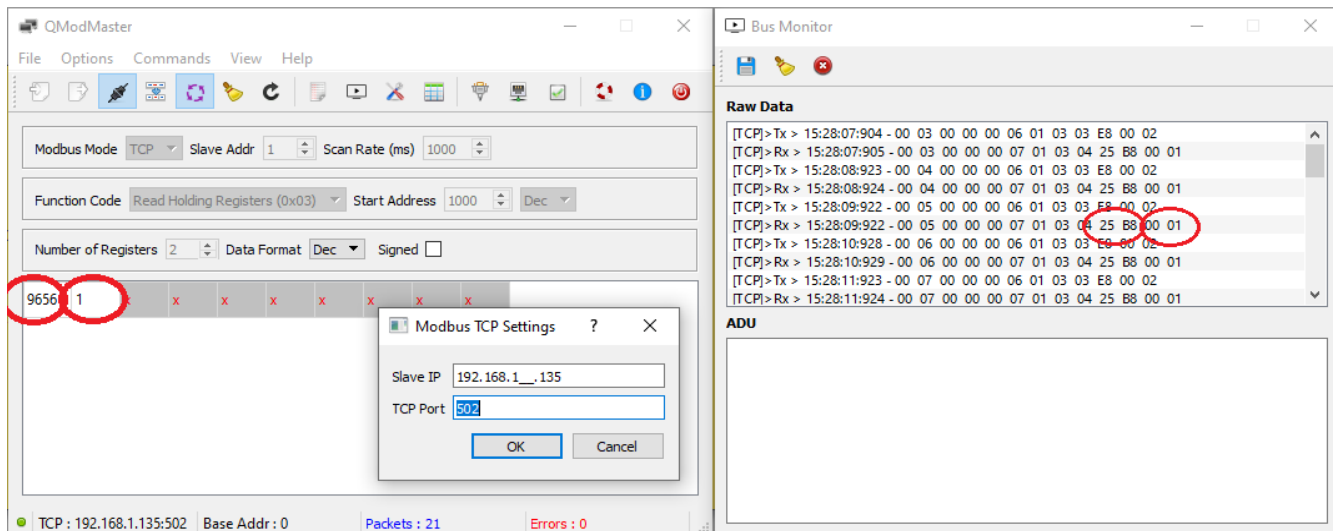 QModMaster
File Options Commands View Help
Modbus Mode TCP Slave Addr 1 Scan Rate (ms) 1000
Function Code Read Holding Registers (0x03) Start Address 1000 Dec
Number of Registers 2 Data Format Dec Signed
9656 1 x x x x x x x x
Modbus TCP Settings ?
Slave IP 192.168.1__.135
TCP Port 502
OK Cancel
TCP : 192.168.1.135:502 Base Addr : 0 Packets : 21 Errors : 0
Bus Monitor
Raw Data
[TCP]>Tx > 15:28:07:904 - 00 03 00 00 00 06 01 03 03 E8 00 02
[TCP]>Rx > 15:28:07:905 - 00 03 00 00 00 07 01 03 04 25 B8 00 01
[TCP]>Tx > 15:28:08:923 - 00 04 00 00 00 06 01 03 03 E8 00 02
[TCP]>Rx > 15:28:08:924 - 00 04 00 00 00 07 01 03 04 25 B8 00 01
[TCP]>Tx > 15:28:09:922 - 00 05 00 00 00 06 01 03 03 E8 00 02
[TCP]>Rx > 15:28:09:922 - 00 05 00 00 00 07 01 03 04 25 B8 00 01
[TCP]>Tx > 15:28:10:928 - 00 06 00 00 00 06 01 03 03 E8 00 02
[TCP]>Rx > 15:28:10:929 - 00 06 00 00 00 07 01 03 04 25 B8 00 01
[TCP]>Tx > 15:28:11:923 - 00 07 00 00 00 06 01 03 03 E8 00 02
[TCP]>Rx > 15:28:11:924 - 00 07 00 00 00 07 01 03 04 25 B8 00 01
ADU